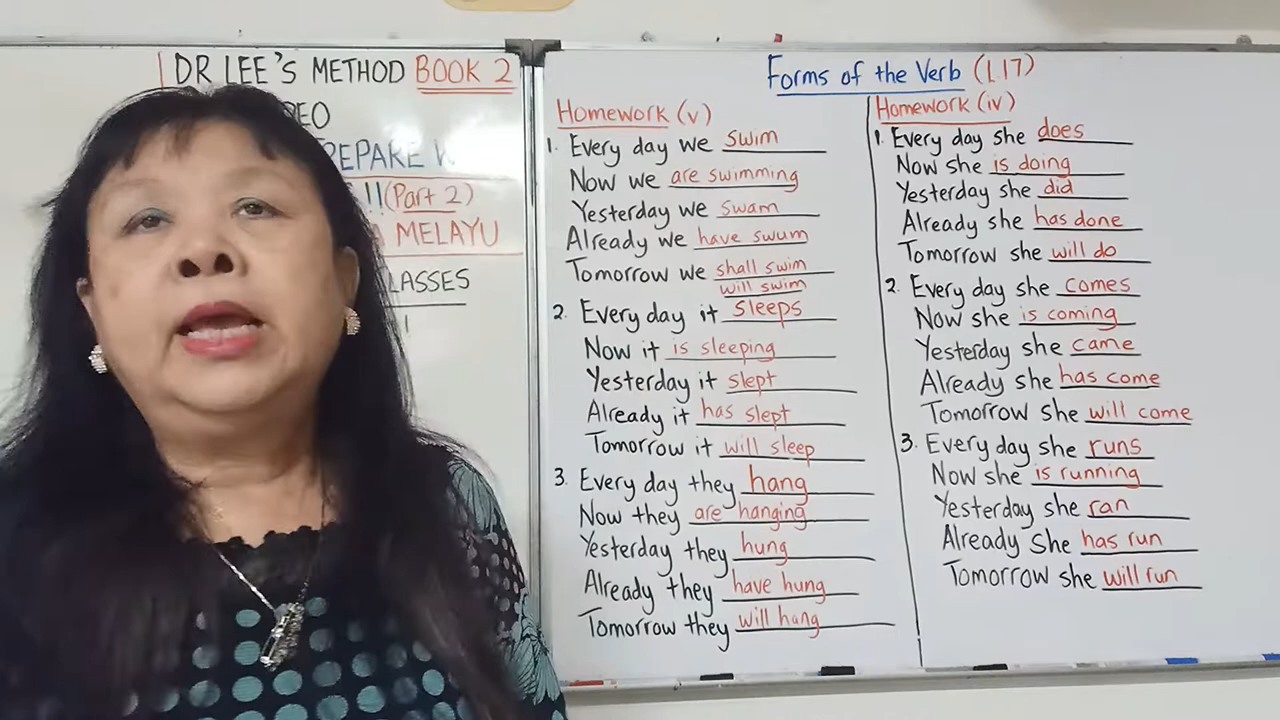 DR LEE'S METHOD BOOK 2
!!(Part 2)
MELAYU
Forms of the Verb (1.17)
Homework (v)
1. Every day we swim
Now we are swimming
Yesterday we swam
Already we have swum
Tomorrow we shall swim
will swim
2. Every day it sleeps
Now it is sleeping
Yesterday it slept
Already it has slept
Tomorrow it will sleep
3. Every day they hang
Now they are hanging
Yesterday they hung
Already they have hung
Tomorrow they will hang
Homework (iv)
1. Every day she does
Now she is doing
Yesterday she did
Already she has done
Tomorrow she will do
2. Every day she comes
Now she is coming
Yesterday she came
Already she has come
Tomorrow she will come
3. Every day she runs
Now she is running
Yesterday she ran
Already she has run
Tomorrow she will run